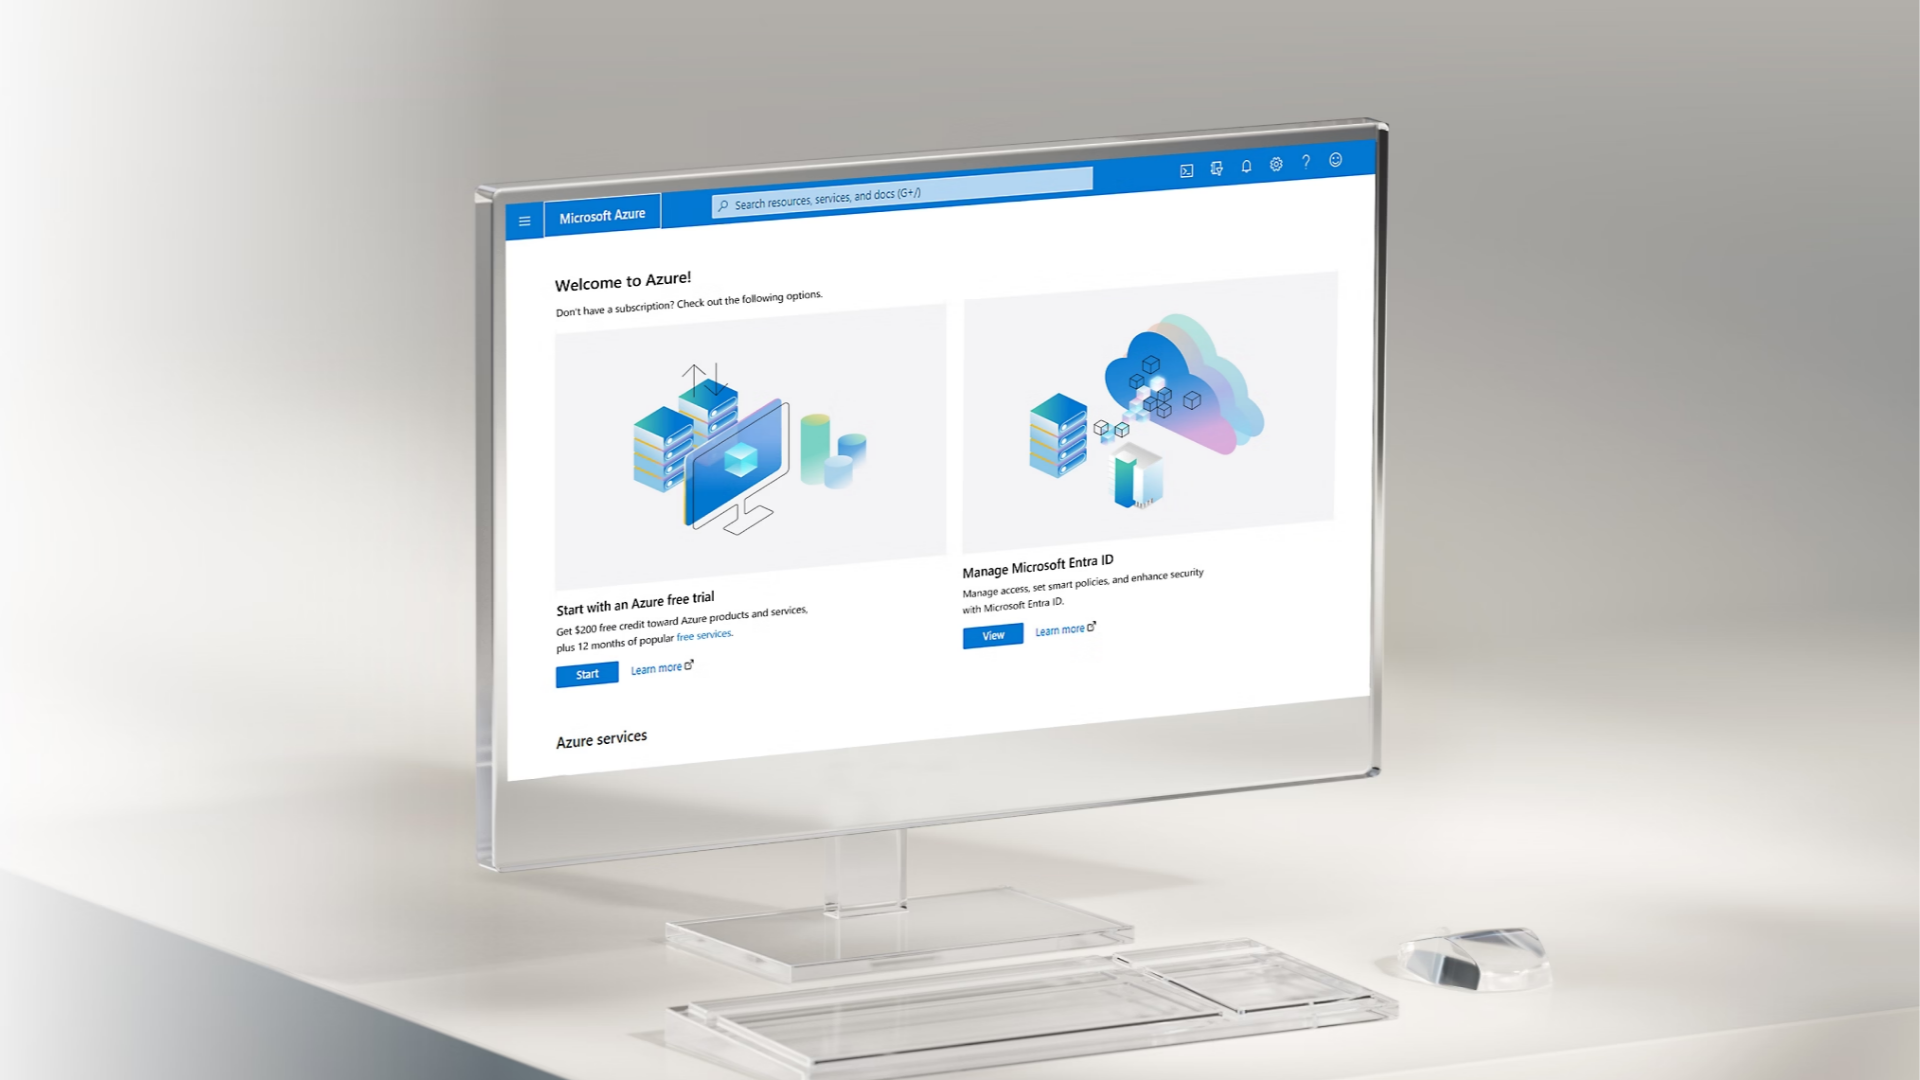 Microsoft Azure
Search resources, services, and docs (G+/)
Welcome to Azure!
Don't have a subscription? Check out the following options.
Start with an Azure free trial
Get $200 free credit toward Azure products and services,
plus 12 months of popular free services.
Start
Learn more
Manage Microsoft Entra ID
Manage access, set smart policies, and enhance security
with Microsoft Entra ID.
View
Learn more
Azure services